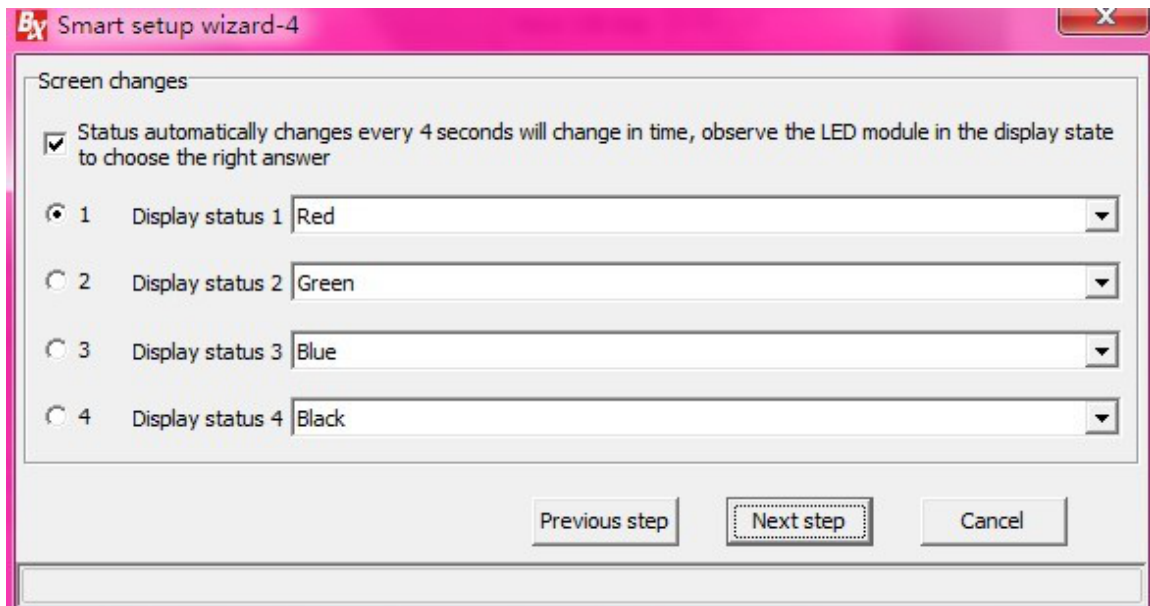 BX Smart setup wizard-4
X
Screen changes
Status automatically changes every 4 seconds will change in time, observe the LED module in the display state
to choose the right answer
1 Display status 1 Red
2 Display status 2 Green
3 Display status 3 Blue
4 Display status 4 Black
Previous step Next step Cancel